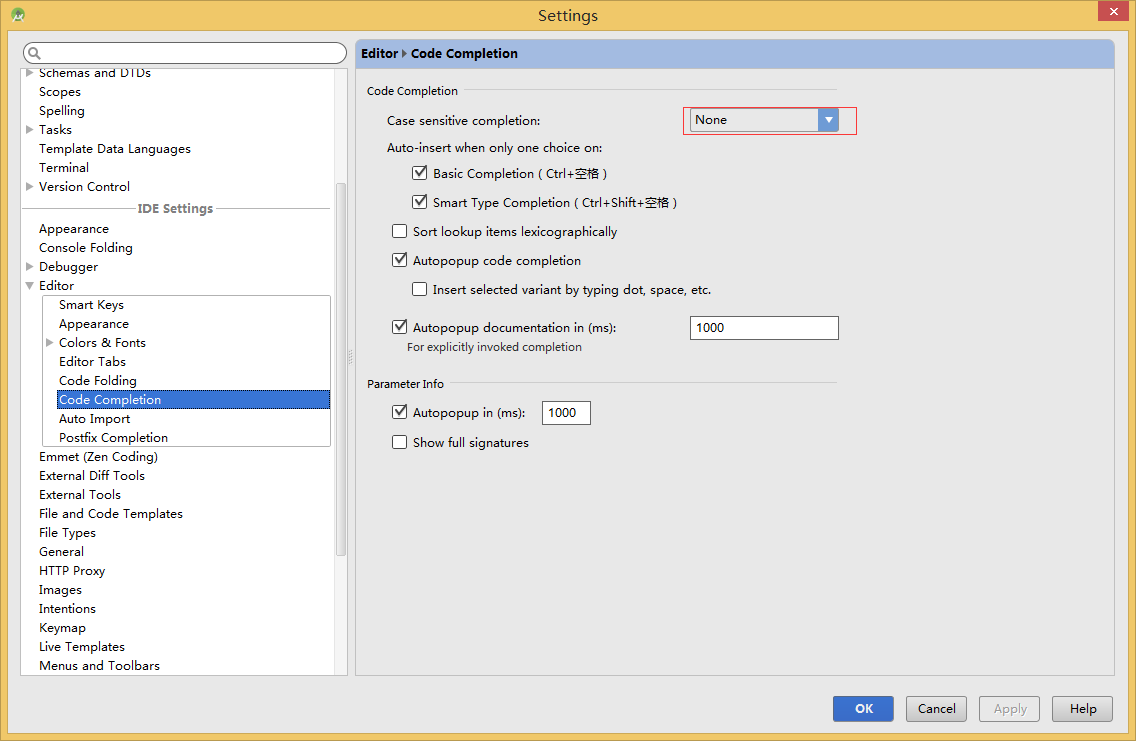 Settings
Schemas and DTDs
Scopes
Spelling
Tasks
Template Data Languages
Terminal
Version Control
IDE Settings
Appearance
Console Folding
Debugger
Editor
Smart Keys
Appearance
Colors & Fonts
Editor Tabs
Code Folding
Code Completion
Auto Import
Postfix Completion
Emmet (Zen Coding)
External Diff Tools
External Tools
File and Code Templates
File Types
General
HTTP Proxy
Images
Intentions
Keymap
Live Templates
Menus and Toolbars
Editor Code Completion
Code Completion
Case sensitive completion: None
Auto-insert when only one choice on:
Basic Completion ( Ctrl+空格 )
Smart Type Completion ( Ctrl+Shift+空格 )
Sort lookup items lexicographically
Autopopup code completion
Insert selected variant by typing dot, space, etc.
Autopopup documentation in (ms): 1000
For explicitly invoked completion
Parameter Info
Autopopup in (ms): 1000
Show full signatures
OK Cancel Apply Help